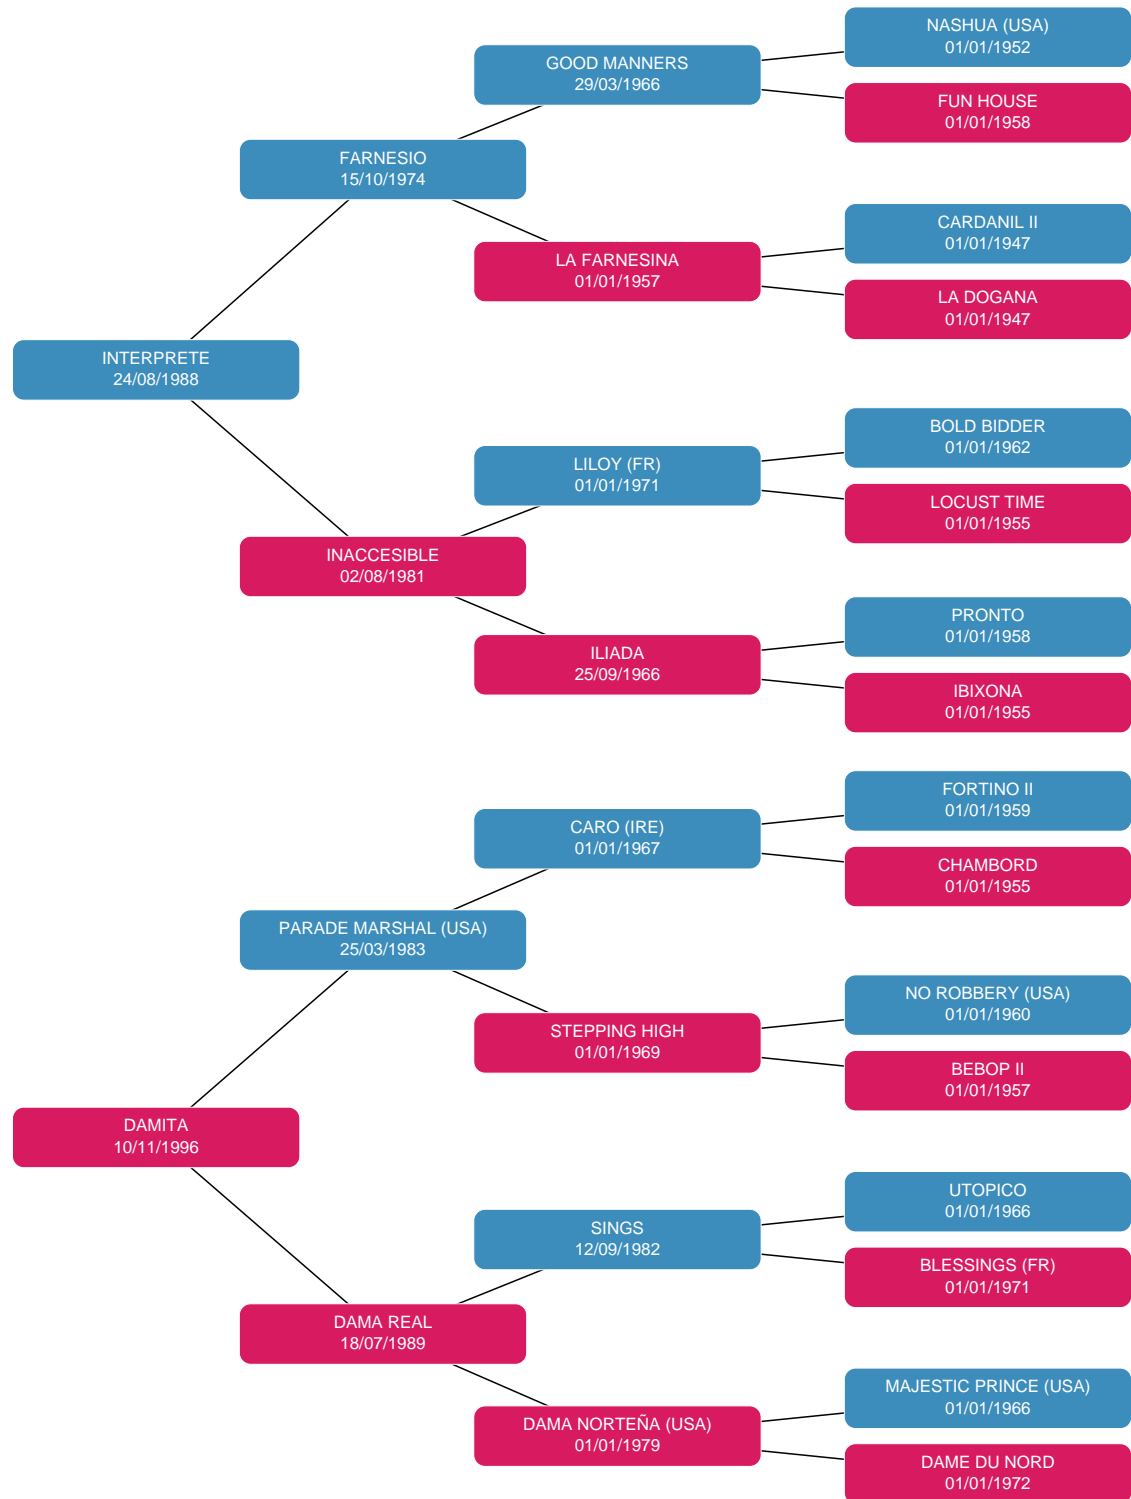 NASHUA (USA)
01/01/1952
GOOD MANNERS
29/03/1966
FUN HOUSE
01/01/1958
FARNESIO
15/10/1974
CARDANIL II
01/01/1947
LA FARNESINA
01/01/1957
LA DOGANA
01/01/1947
INTERPRETE
24/08/1988
BOLD BIDDER
01/01/1962
LILOY (FR)
01/01/1971
LOCUST TIME
01/01/1955
INACCESIBLE
02/08/1981
PRONTO
01/01/1958
ILIADA
25/09/1966
IBIXONA
01/01/1955
FORTINO II
01/01/1959
CARO (IRE)
01/01/1967
CHAMBORD
01/01/1955
PARADE MARSHAL (USA)
25/03/1983
NO ROBBERY (USA)
01/01/1960
STEPPING HIGH
01/01/1969
BEBOP II
01/01/1957
DAMITA
10/11/1996
UTOPICO
01/01/1966
SINGS
12/09/1982
BLESSINGS (FR)
01/01/1971
DAMA REAL
18/07/1989
MAJESTIC PRINCE (USA)
01/01/1966
DAMA NORTEÑA (USA)
01/01/1979
DAME DU NORD
01/01/1972